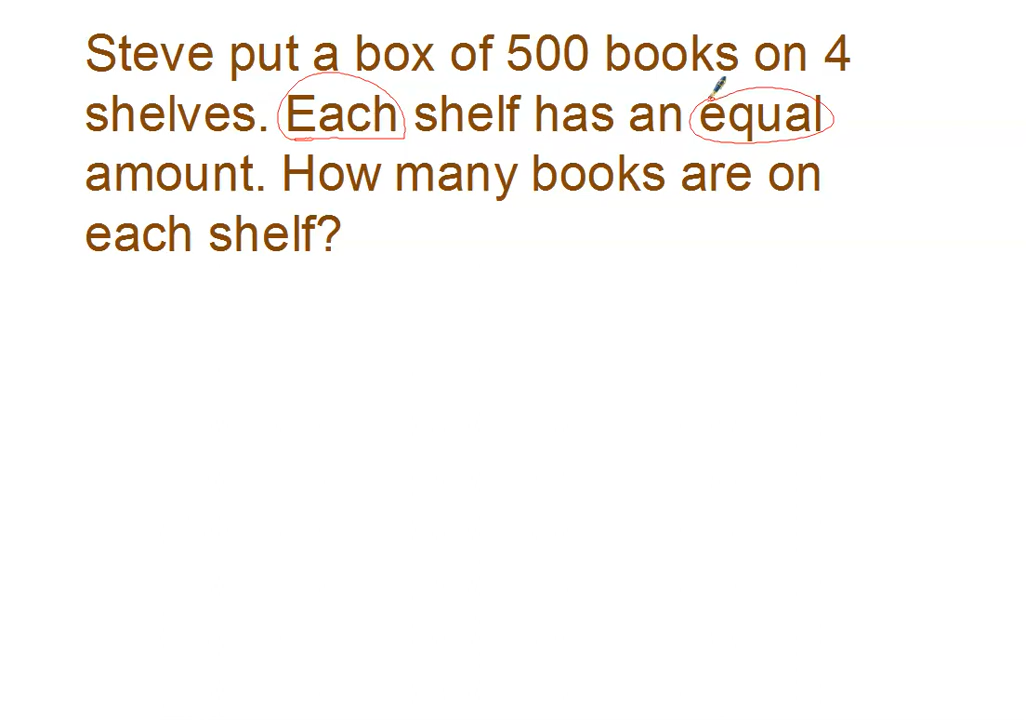 Steve put a box of 500 books on 4
shelves. Each shelf has an equal
amount. How many books are on
each shelf?